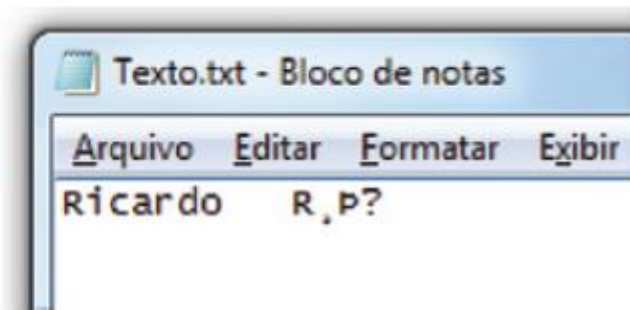 Texto.txt - Bloco de notas
Arquivo Editar Formatar Exibir
Ricardo R¸Þ?